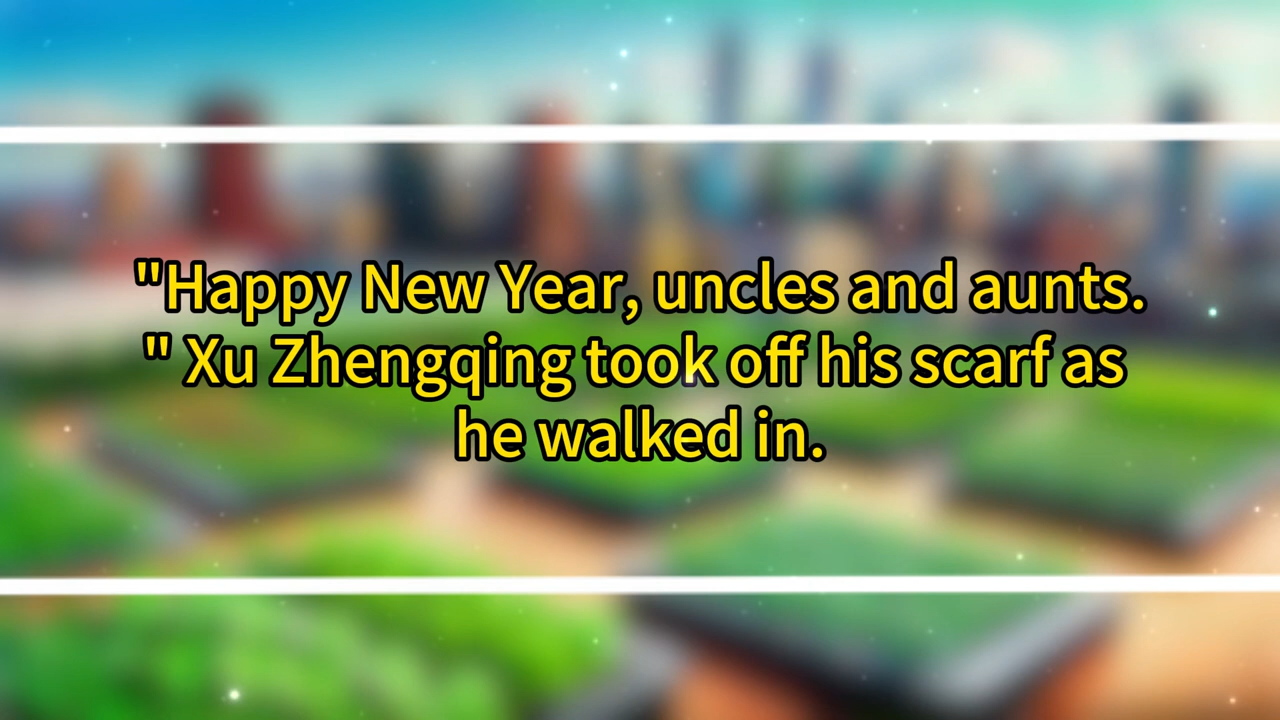 "Happy New Year, uncles and aunts.
" Xu Zhengqing took off his scarf as
he walked in.